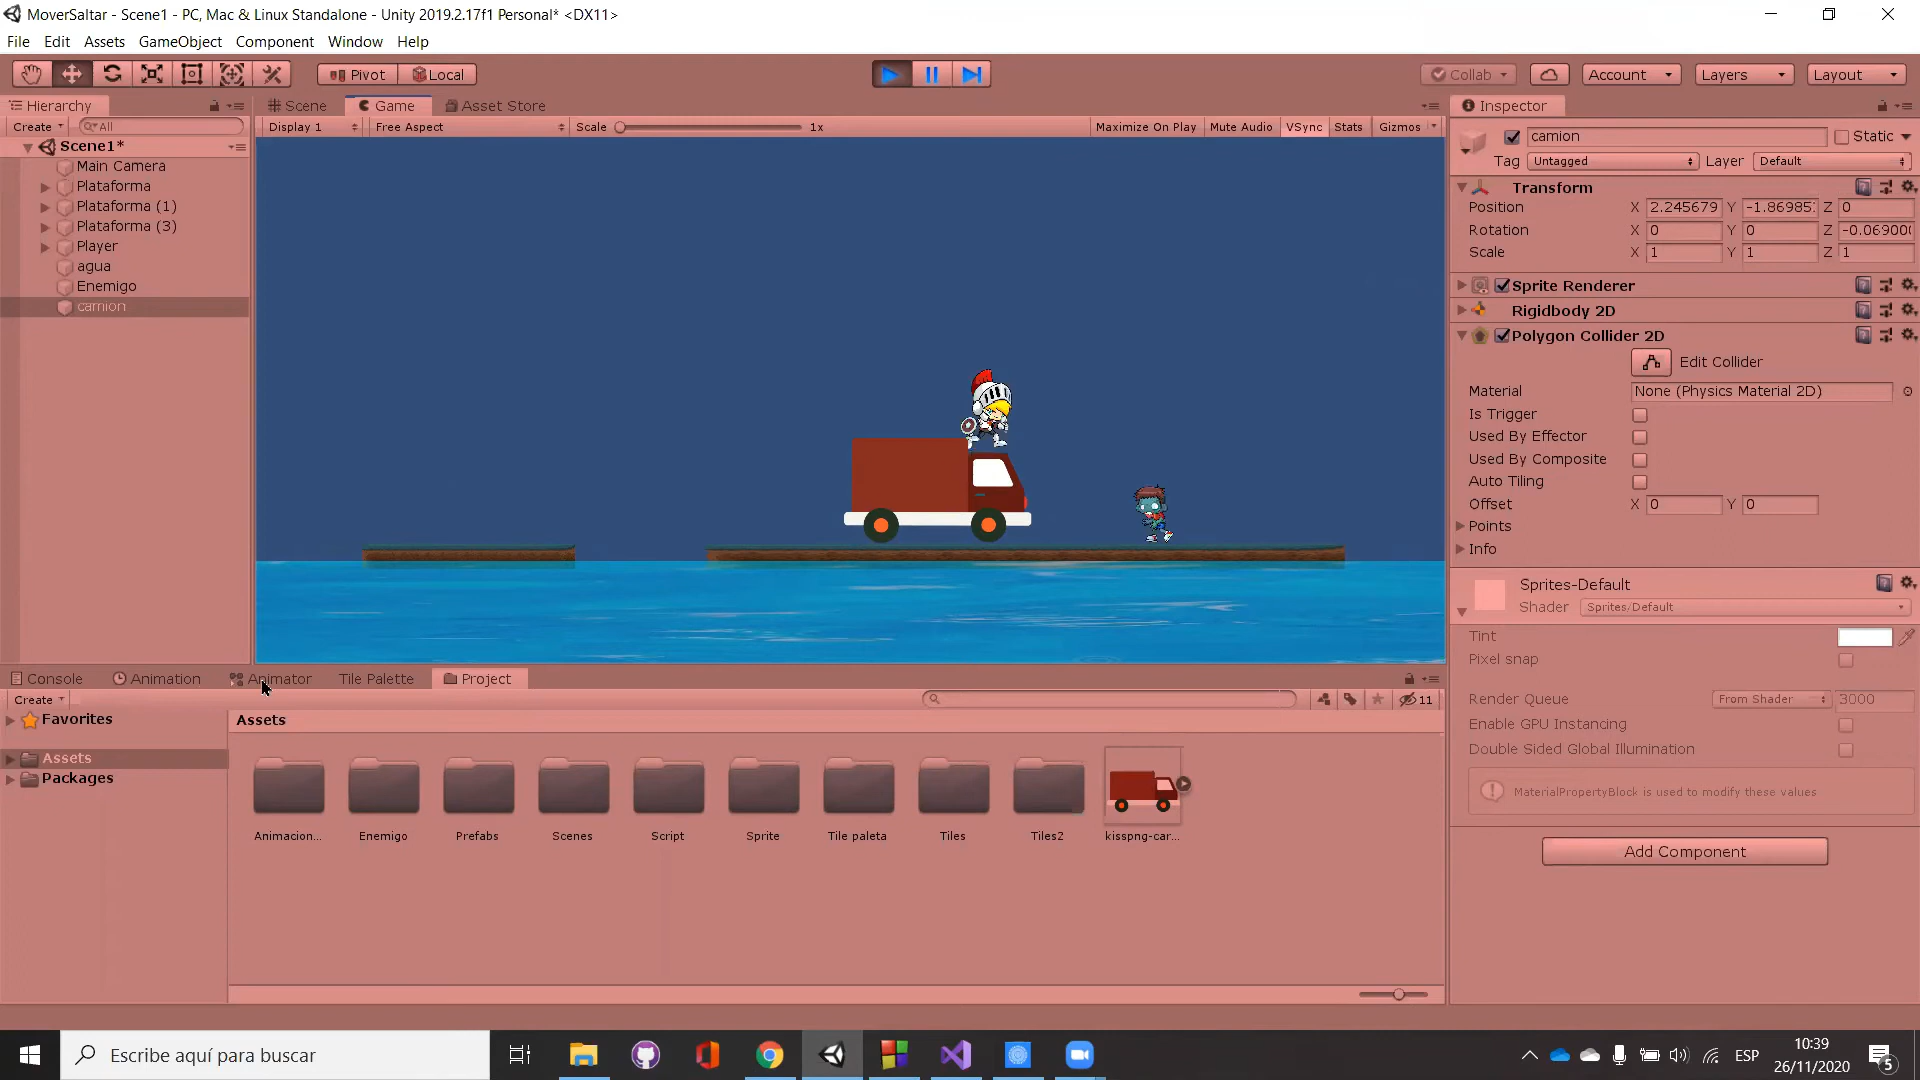 MoverSaltar - Scene1 - PC, Mac & Linux Standalone - Unity 2019.2.17f1 Personal* <DX11>
File Edit Assets GameObject Component Window Help
Pivot Local Collab Account Layers Layout
Hierarchy
Create All
Scene1*
Main Camera
Plataforma
Plataforma (1)
Plataforma (3)
Player
agua
Enemigo
camion
Scene Game Asset Store
Display 1 Free Aspect Scale 1x Maximize On Play Mute Audio VSync Stats Gizmos
Inspector
camion Static
Tag Untagged Layer Default
Transform
Position X 2.245679 Y -1.86985 Z 0
Rotation X 0 Y 0 Z -0.06900
Scale X 1 Y 1 Z 1
Sprite Renderer
Rigidbody 2D
Polygon Collider 2D
Edit Collider
Material None (Physics Material 2D)
Is Trigger
Used By Effector
Used By Composite
Auto Tiling
Offset X 0 Y 0
Points
Info
Sprites-Default
Shader Sprites/Default
Tint
Pixel snap
Render Queue From Shader 3000
Enable GPU Instancing
Double Sided Global Illumination
MaterialPropertyBlock is used to modify these values
Add Component
Console Animation Animator Tile Palette Project
Create 11
Favorites
Assets
Packages
Assets
Animacion... Enemigo Prefabs Scenes Script Sprite Tile paleta Tiles Tiles2 kisspng-car...
Escribe aquí para buscar
ESP
10:39
26/11/2020
5